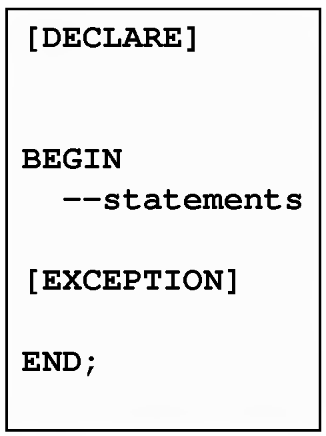 [DECLARE]
BEGIN
--statements
[EXCEPTION]
END;